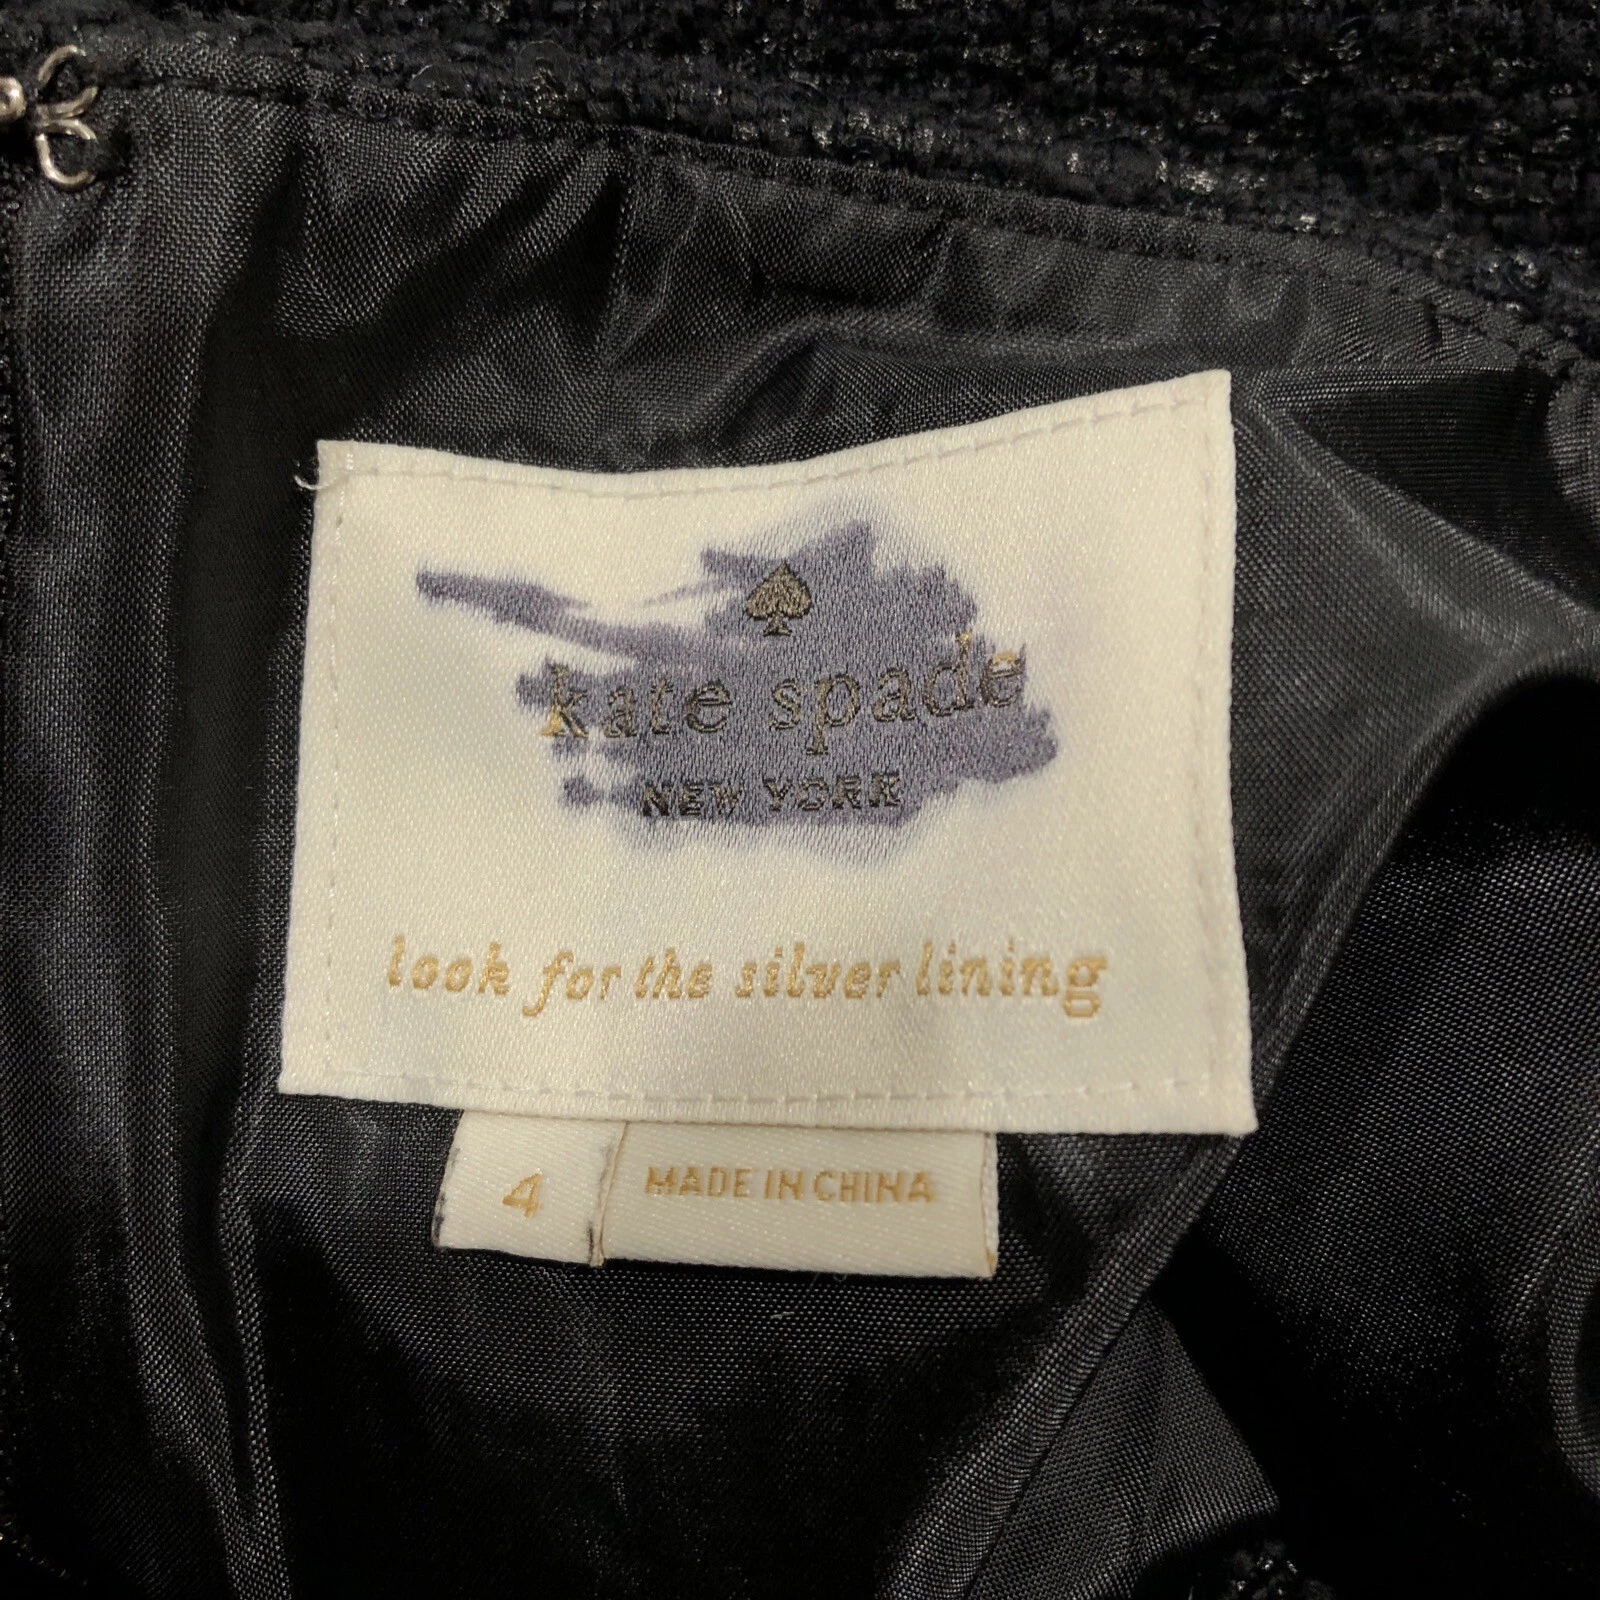 kate spade
NEW YORK
look for the silver lining
4
MADE IN CHINA